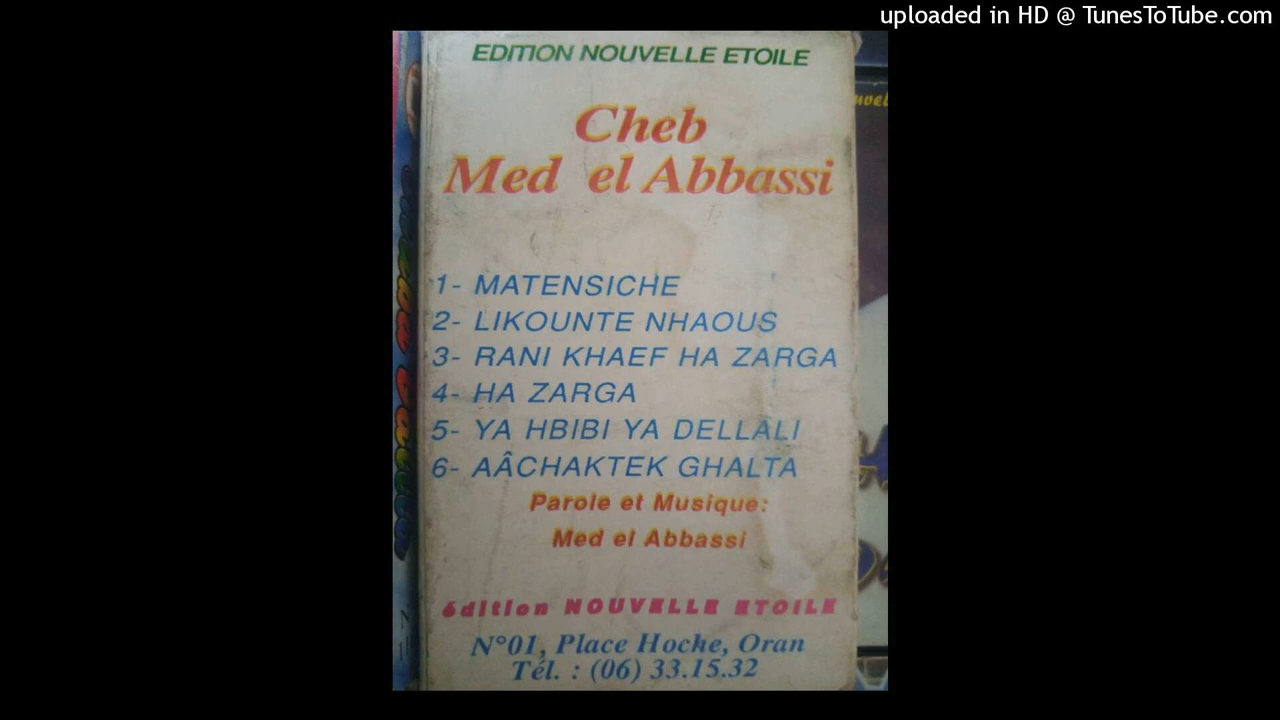 uploaded in HD @ TunesToTube.com
EDITION NOUVELLE ETOILE
Cheb
Med el Abbassi
1- MATENSICHE
2- LIKOUNTE NHAOUS
3- RANI KHAEF HA ZARGA
4- HA ZARGA
5- YA HBIBI YA DELLALI
6- AÂCHAKTEK GHALTA
Parole et Musique:
Med el Abbassi
édition NOUVELLE ETOILE
N°01, Place Hoche, Oran
Tél. : (06) 33.15.32